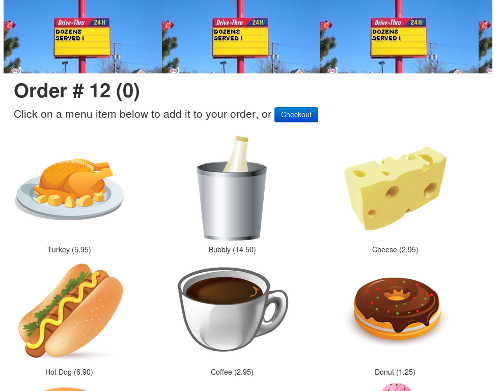 Drive-Thru 24H Drive-Thru 24H Drive-Thru 24H
DOZENS DOZENS DOZENS
SERVED ! SERVED ! SERVED !
Order # 12 (0)
Click on a menu item below to add it to your order, or Checkout
Turkey (5.95) Bubbly (14.50) Cheese (2.95)
Hot Dog (6.90) Coffee (2.95) Donut (1.25)